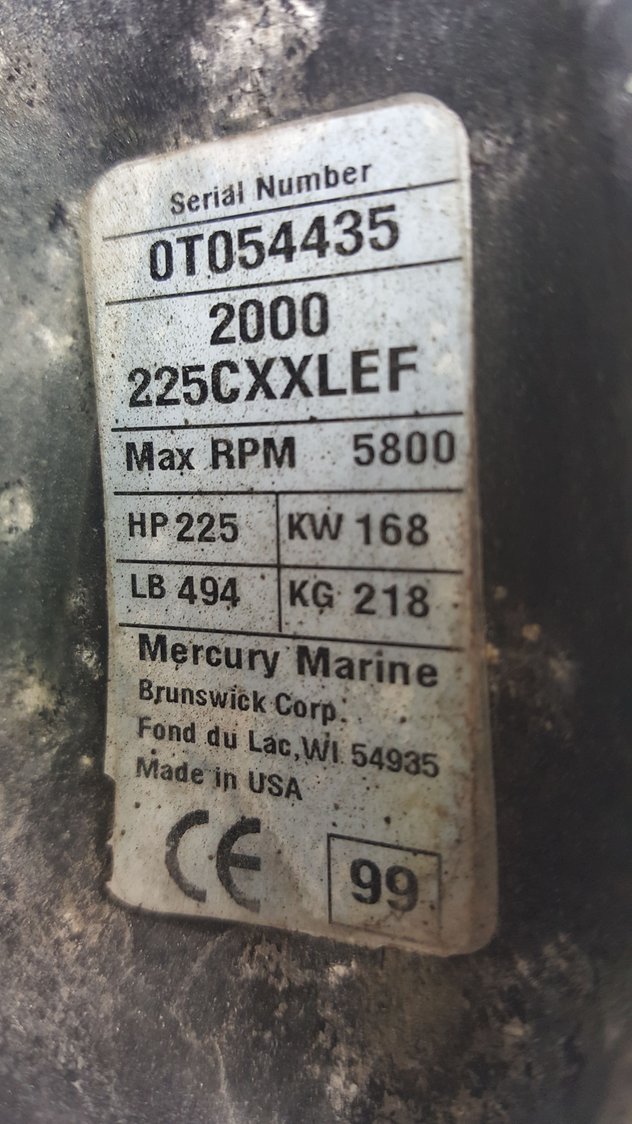 Serial Number
0T054435
2000
225CXXLEF
Max RPM 5800
HP 225 KW 168
LB 494 KG 218
Mercury Marine
Brunswick Corp.
Fond du Lac,WI 54935
Made in USA
CE 99